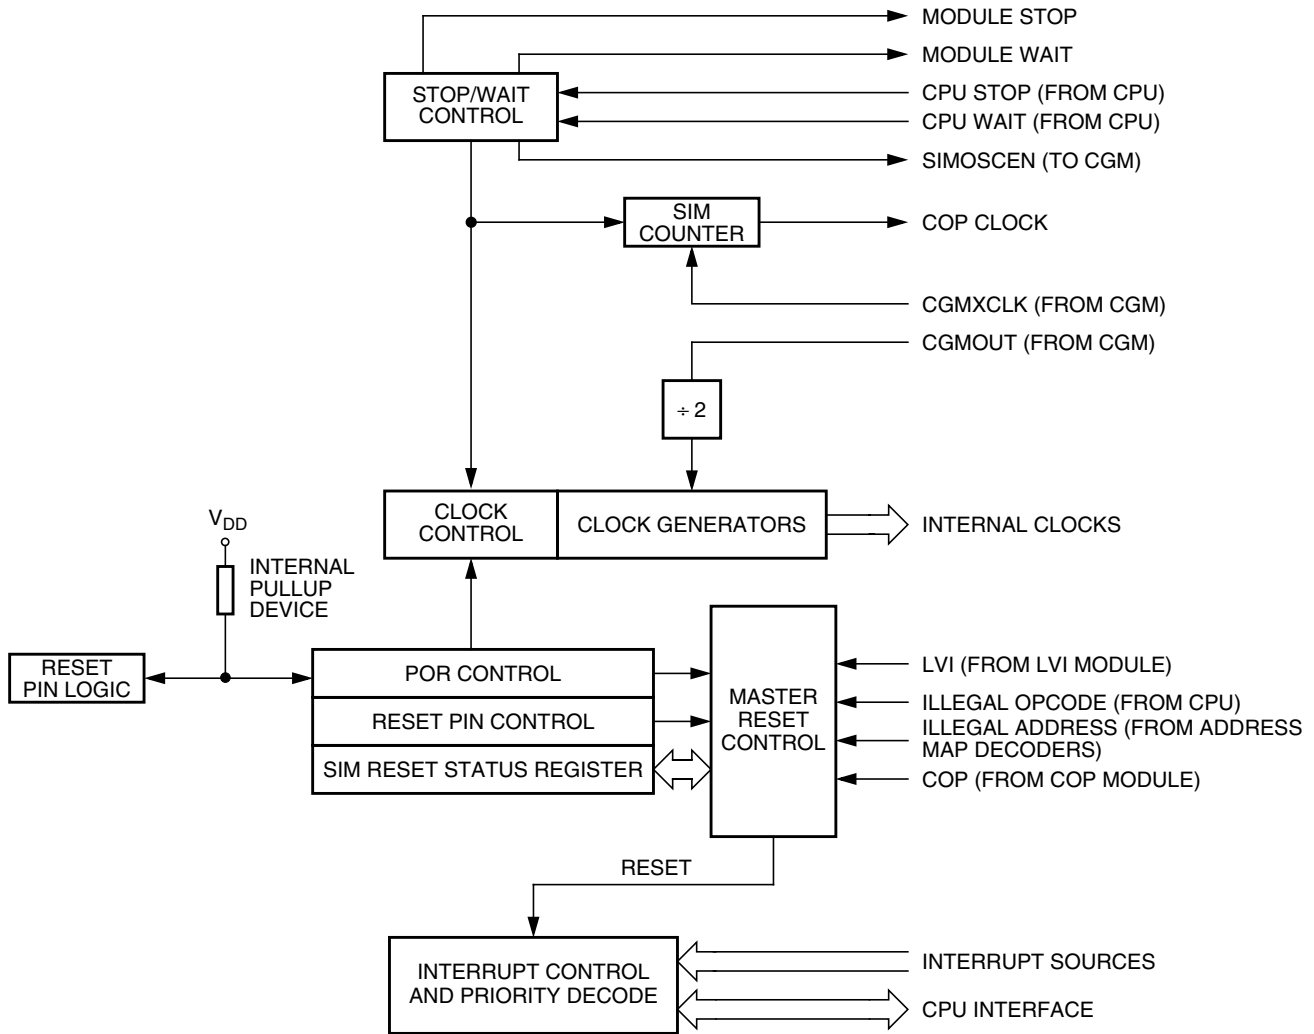 MODULE STOP
MODULE WAIT
STOP/WAIT
CONTROL
CPU STOP (FROM CPU)
CPU WAIT (FROM CPU)
SIMOSCEN (TO CGM)
SIM
COUNTER
COP CLOCK
CGMXCLK (FROM CGM)
CGMOUT (FROM CGM)
÷ 2
CLOCK
CONTROL
CLOCK GENERATORS
INTERNAL CLOCKS
VDD
INTERNAL
PULLUP
DEVICE
RESET
PIN LOGIC
POR CONTROL
RESET PIN CONTROL
SIM RESET STATUS REGISTER
MASTER
RESET
CONTROL
LVI (FROM LVI MODULE)
ILLEGAL OPCODE (FROM CPU)
ILLEGAL ADDRESS (FROM ADDRESS
MAP DECODERS)
COP (FROM COP MODULE)
RESET
INTERRUPT CONTROL
AND PRIORITY DECODE
INTERRUPT SOURCES
CPU INTERFACE